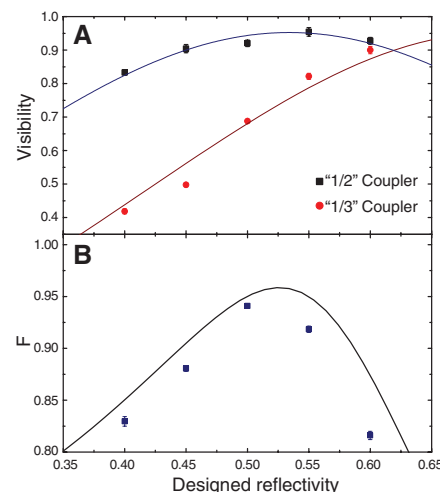 A
1.0
0.9
0.8
0.7
0.6
0.5
0.4
Visibility
"1/2" Coupler
"1/3" Coupler
B
1.00
0.95
0.90
0.85
0.80
F
0.35 0.40 0.45 0.50 0.55 0.60 0.65
Designed reflectivity